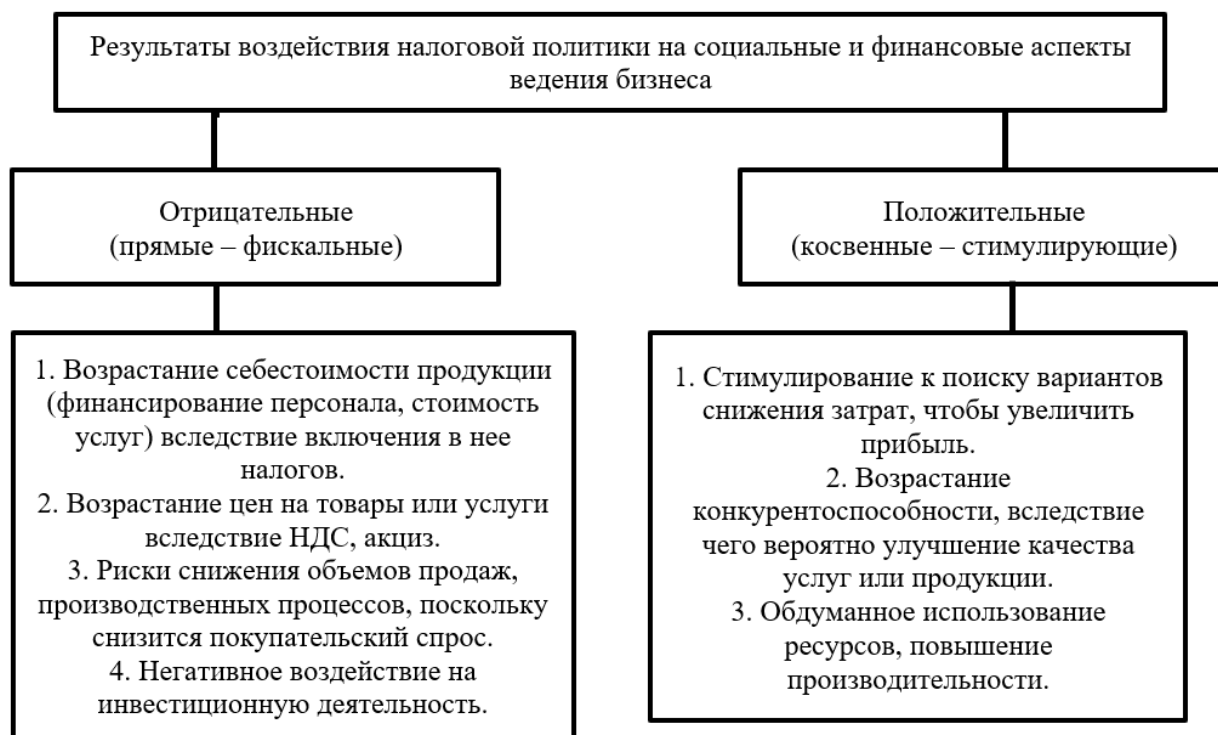 Результаты воздействия налоговой политики на социальные и финансовые аспекты
ведения бизнеса
Отрицательные
(прямые – фискальные)
Положительные
(косвенные – стимулирующие)
1. Возрастание себестоимости продукции
(финансирование персонала, стоимость
услуг) вследствие включения в нее
налогов.
2. Возрастание цен на товары или услуги
вследствие НДС, акциз.
3. Риски снижения объемов продаж,
производственных процессов, поскольку
снизится покупательский спрос.
4. Негативное воздействие на
инвестиционную деятельность.
1. Стимулирование к поиску вариантов
снижения затрат, чтобы увеличить
прибыль.
2. Возрастание
конкурентоспособности, вследствие
чего вероятно улучшение качества
услуг или продукции.
3. Обдуманное использование
ресурсов, повышение
производительности.